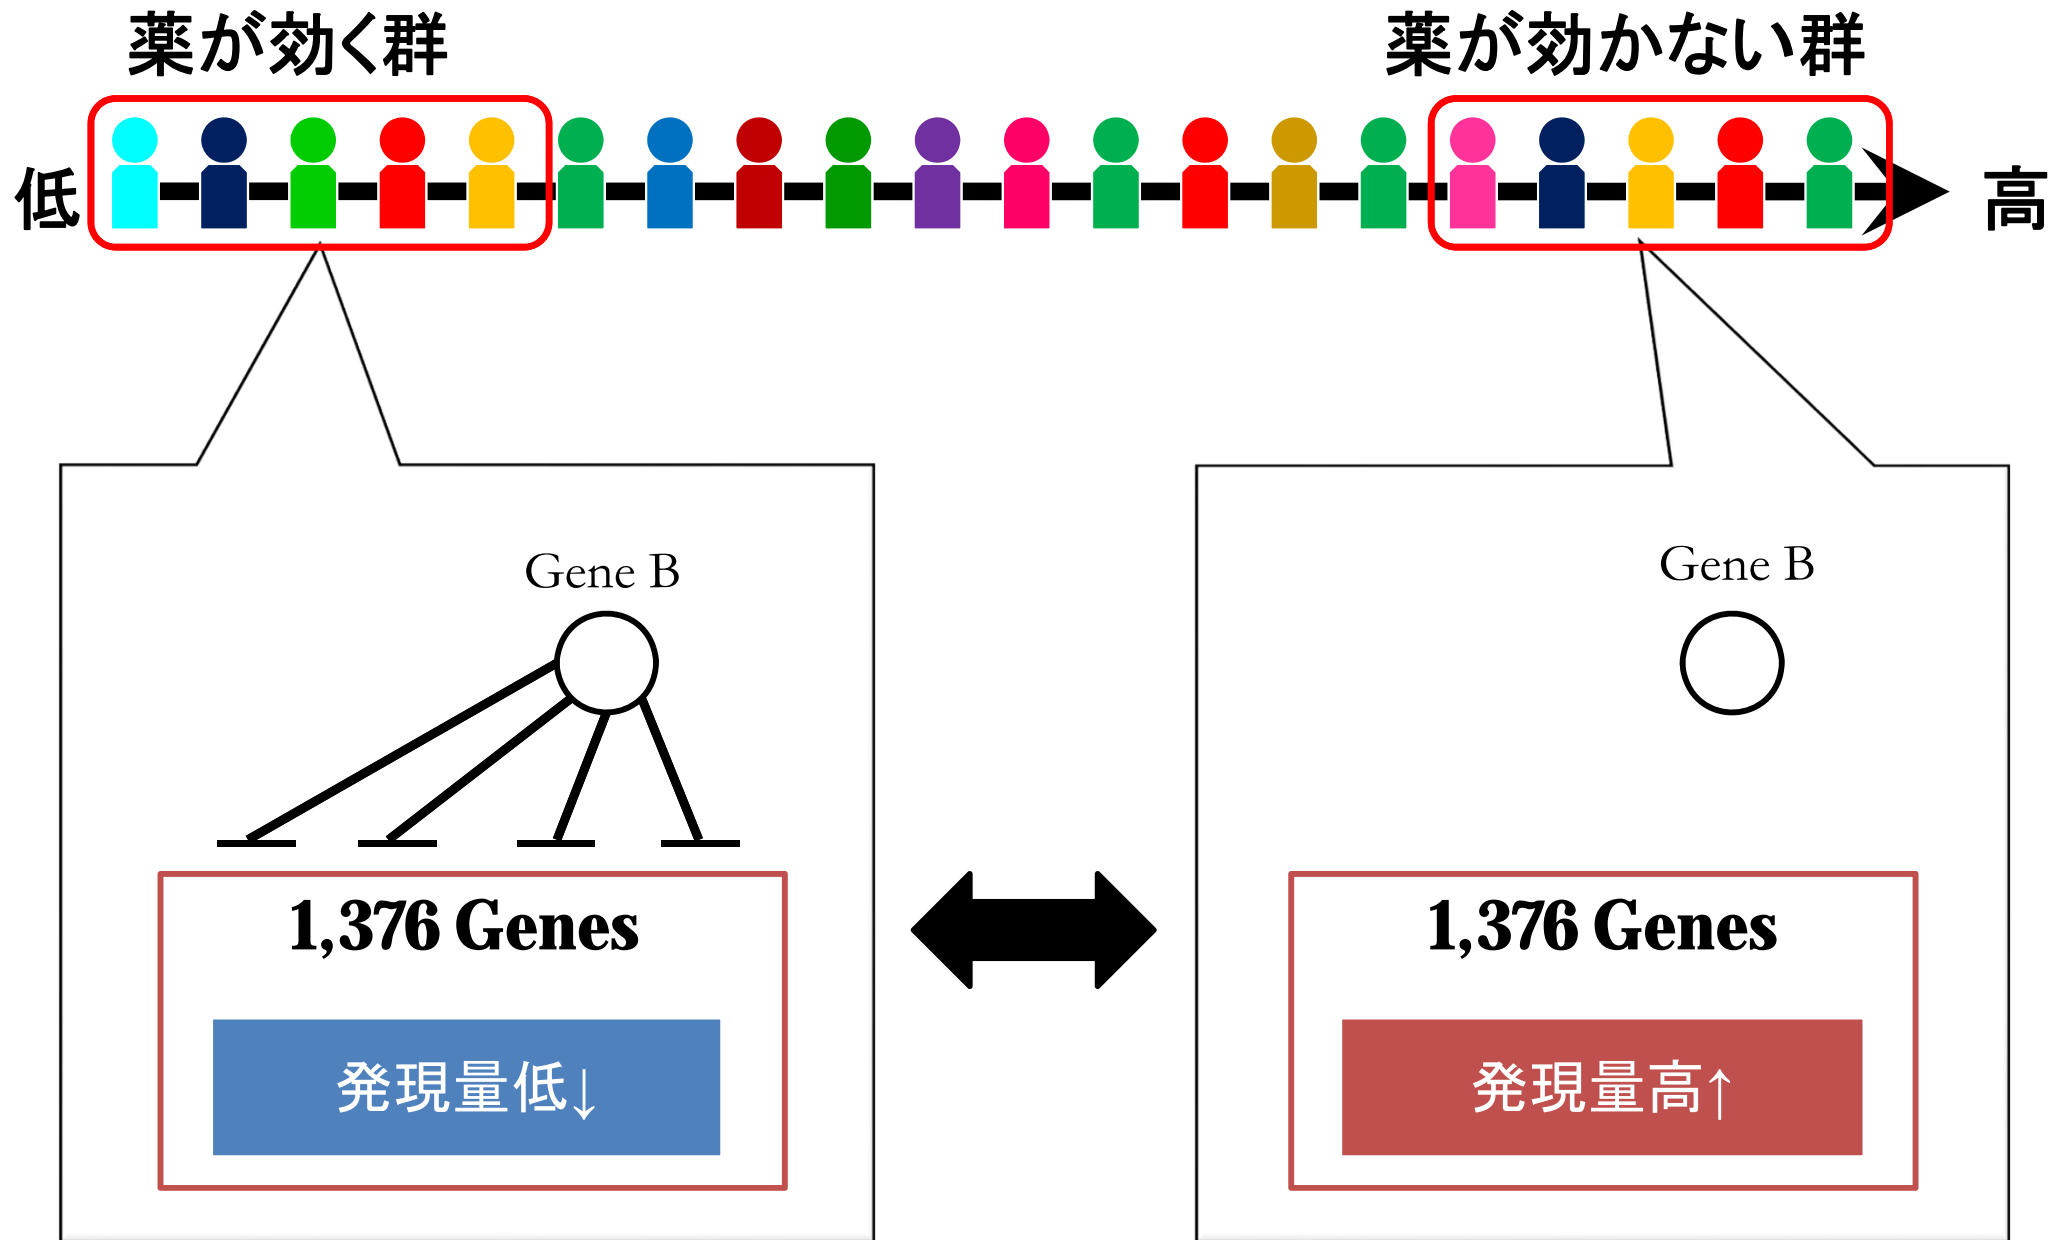 薬が効く群
薬が効かない群
低
高
Gene B
Gene B
1,376 Genes
1,376 Genes
発現量低↓
発現量高↑